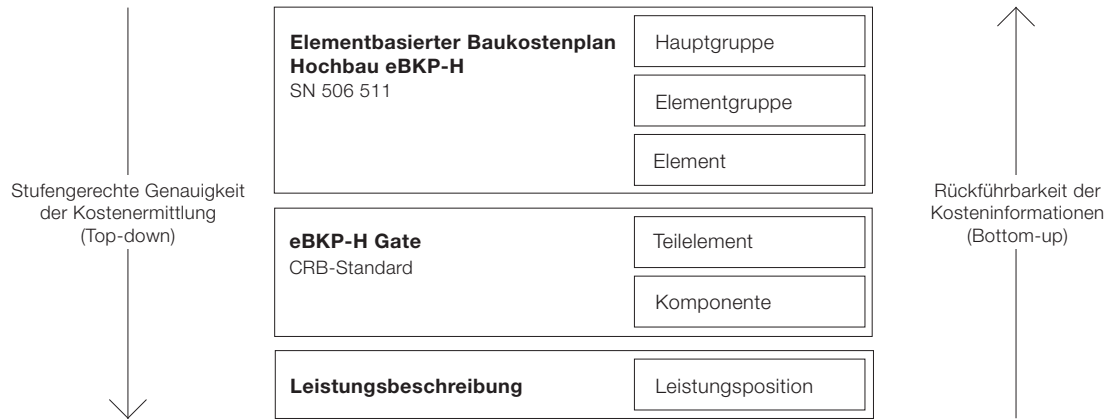 Elementbasierter Baukostenplan
Hochbau eBKP-H
SN 506 511
Hauptgruppe
Elementgruppe
Element
Stufengerechte Genauigkeit
der Kostenermittlung
(Top-down)
eBKP-H Gate
CRB-Standard
Teilelement
Komponente
Rückführbarkeit der
Kosteninformationen
(Bottom-up)
Leistungsbeschreibung
Leistungsposition